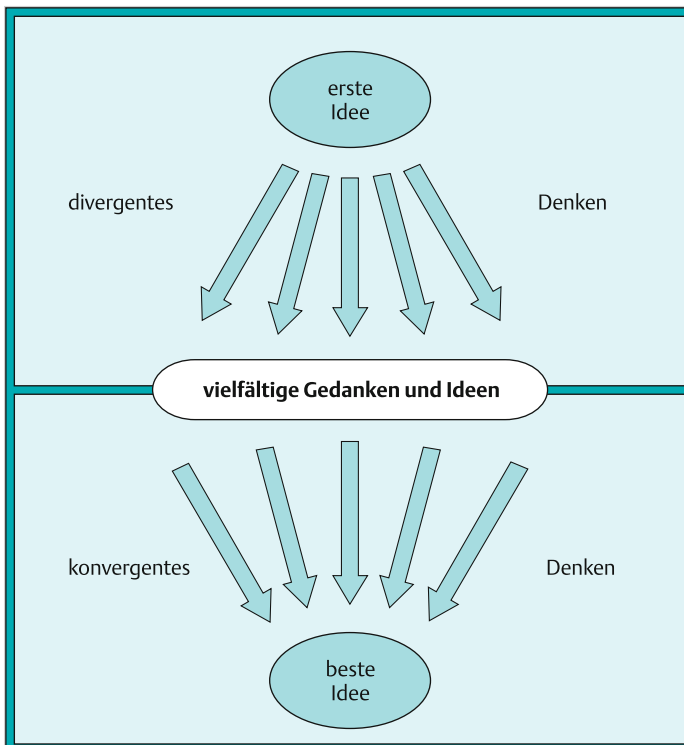 erste
Idee
divergentes Denken
vielfältige Gedanken und Ideen
konvergentes Denken
beste
Idee